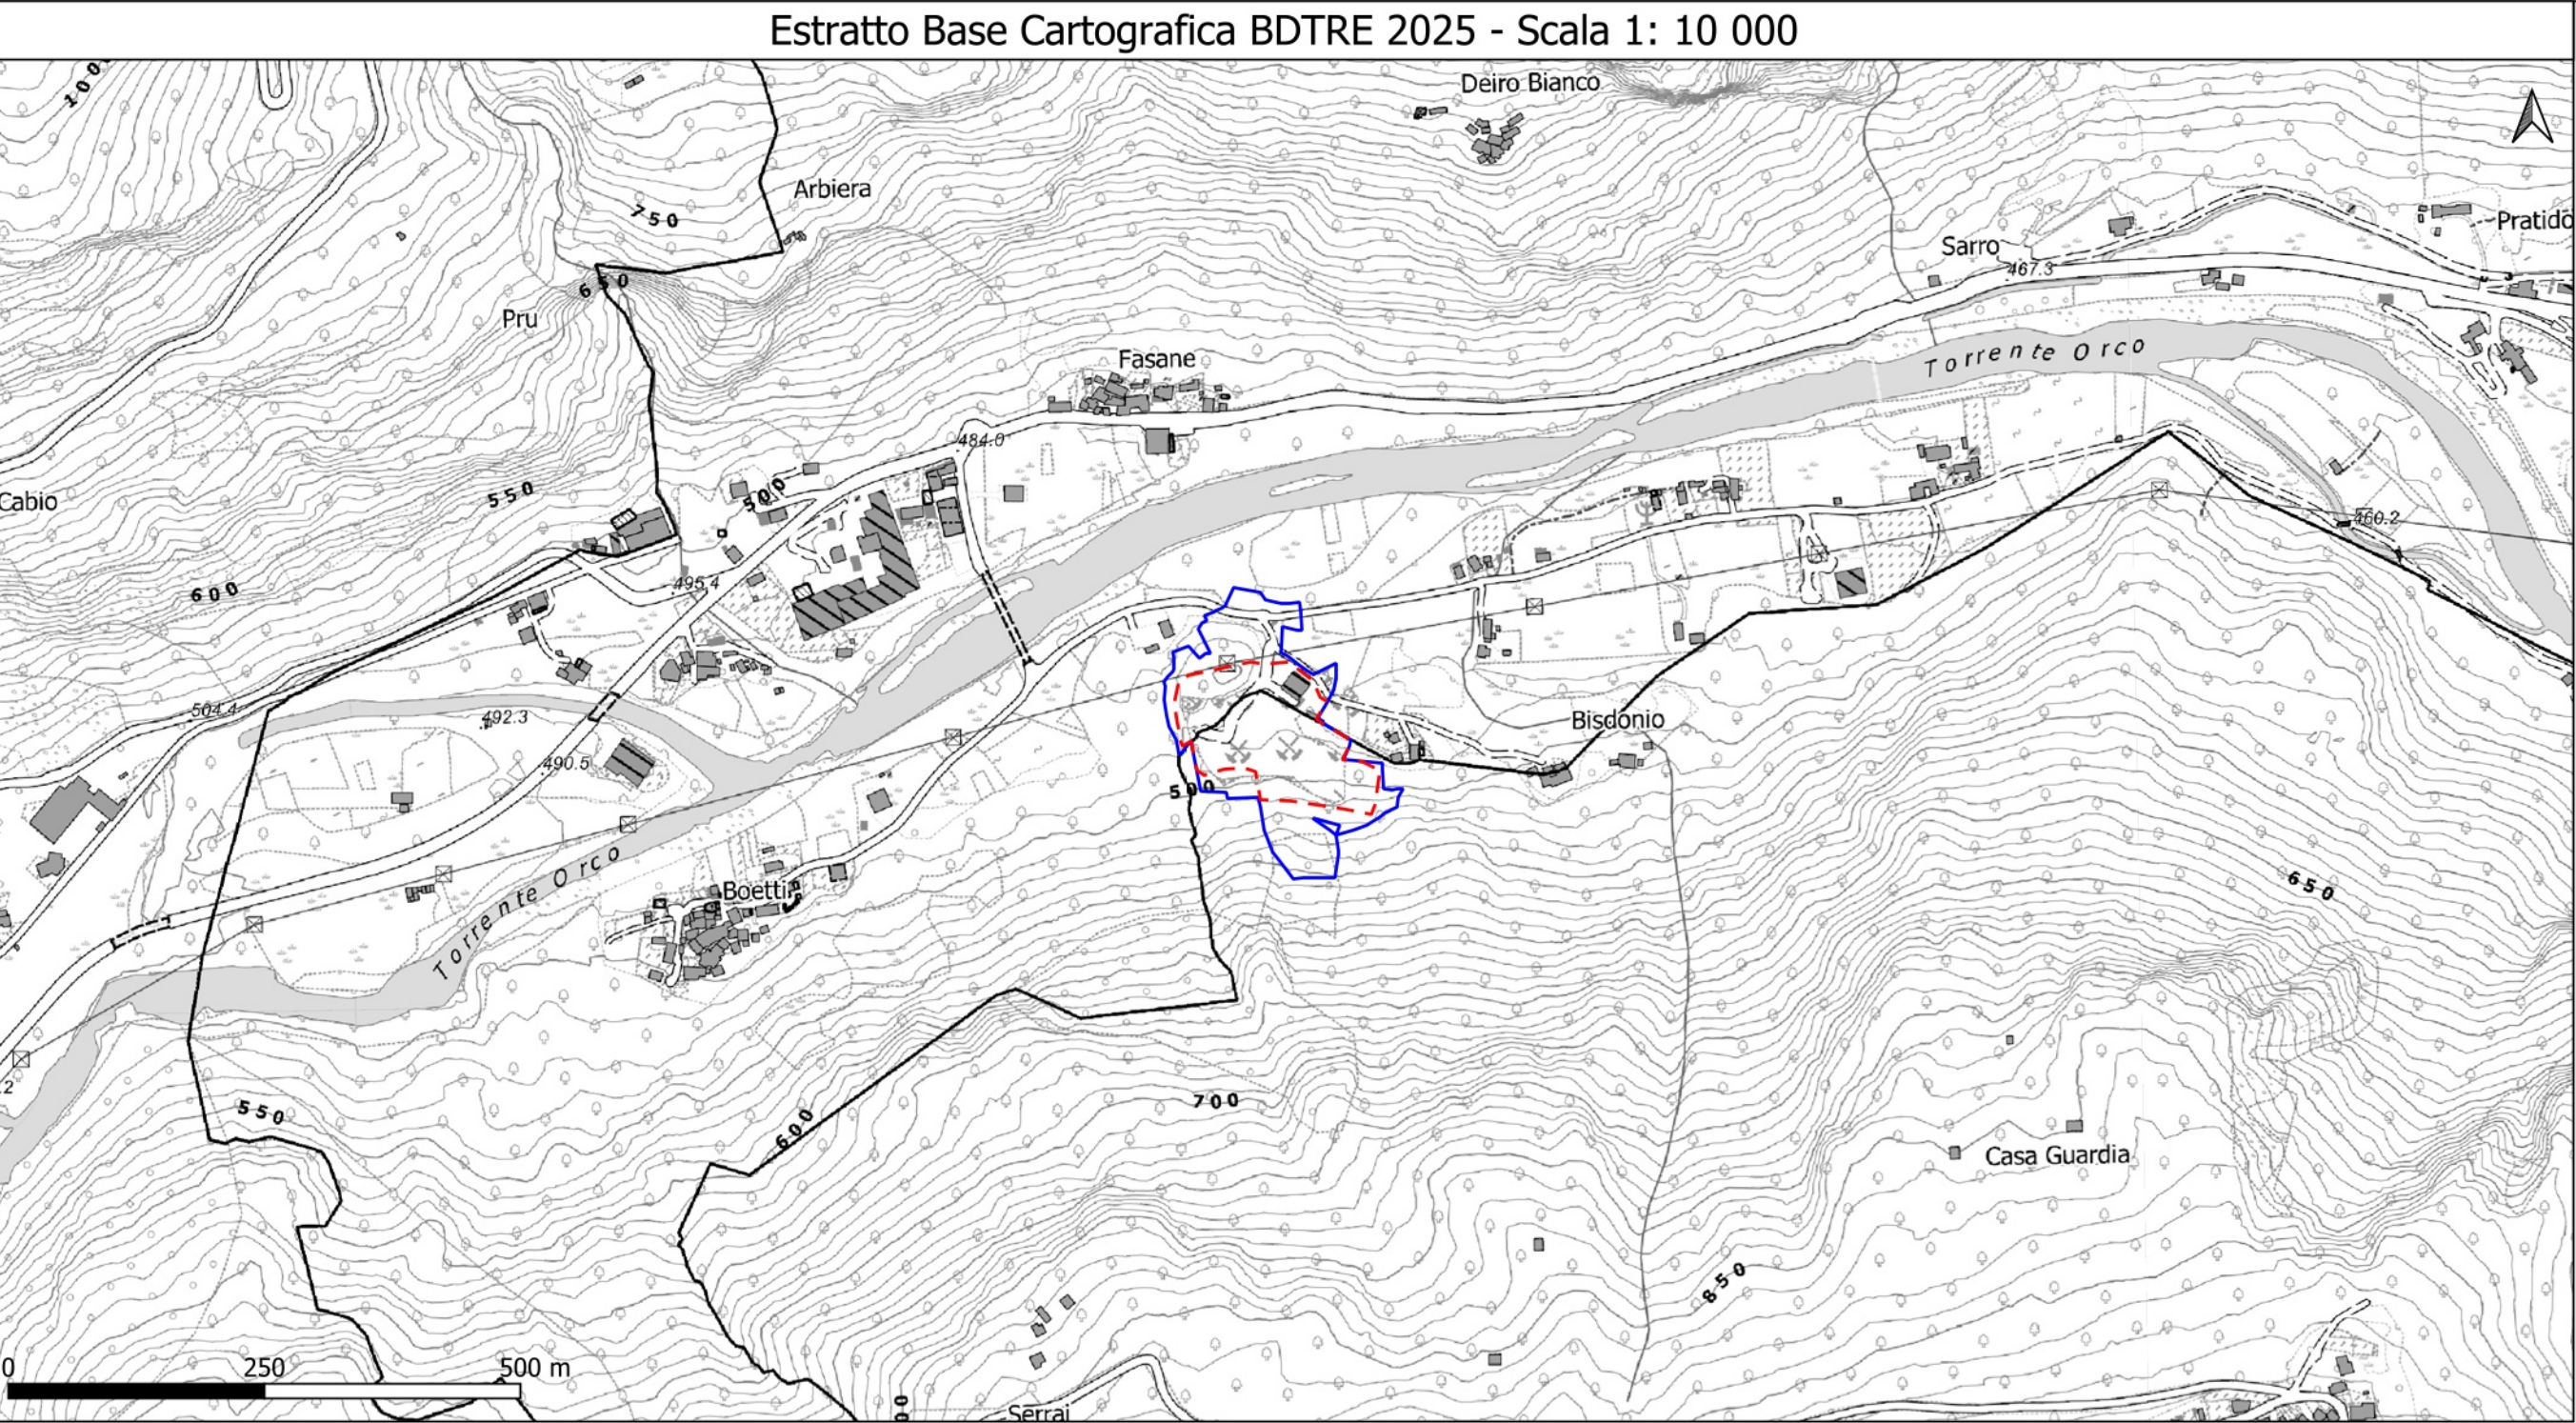 Estratto Base Cartografica BDTRE 2025 - Scala 1: 10 000
Deiro Bianco
Arbiera
750
Pratido
Sarro
467.3
650
Pru
Torrente Orco
Fasane
484.0
550
500
Cabio
460.2
495.4
600
504.4
492.3
Bisdonio
490.5
500
Torrente Orco
Boetti
650
.2
550
700
600
Casa Guardia
850
0 250 500 m
Serrai